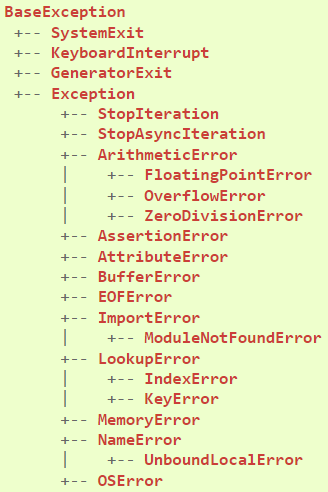 BaseException
 +-- SystemExit
 +-- KeyboardInterrupt
 +-- GeneratorExit
 +-- Exception
      +-- StopIteration
      +-- StopAsyncIteration
      +-- ArithmeticError
      |    +-- FloatingPointError
      |    +-- OverflowError
      |    +-- ZeroDivisionError
      +-- AssertionError
      +-- AttributeError
      +-- BufferError
      +-- EOFError
      +-- ImportError
      |    +-- ModuleNotFoundError
      +-- LookupError
      |    +-- IndexError
      |    +-- KeyError
      +-- MemoryError
      +-- NameError
      |    +-- UnboundLocalError
      +-- OSError